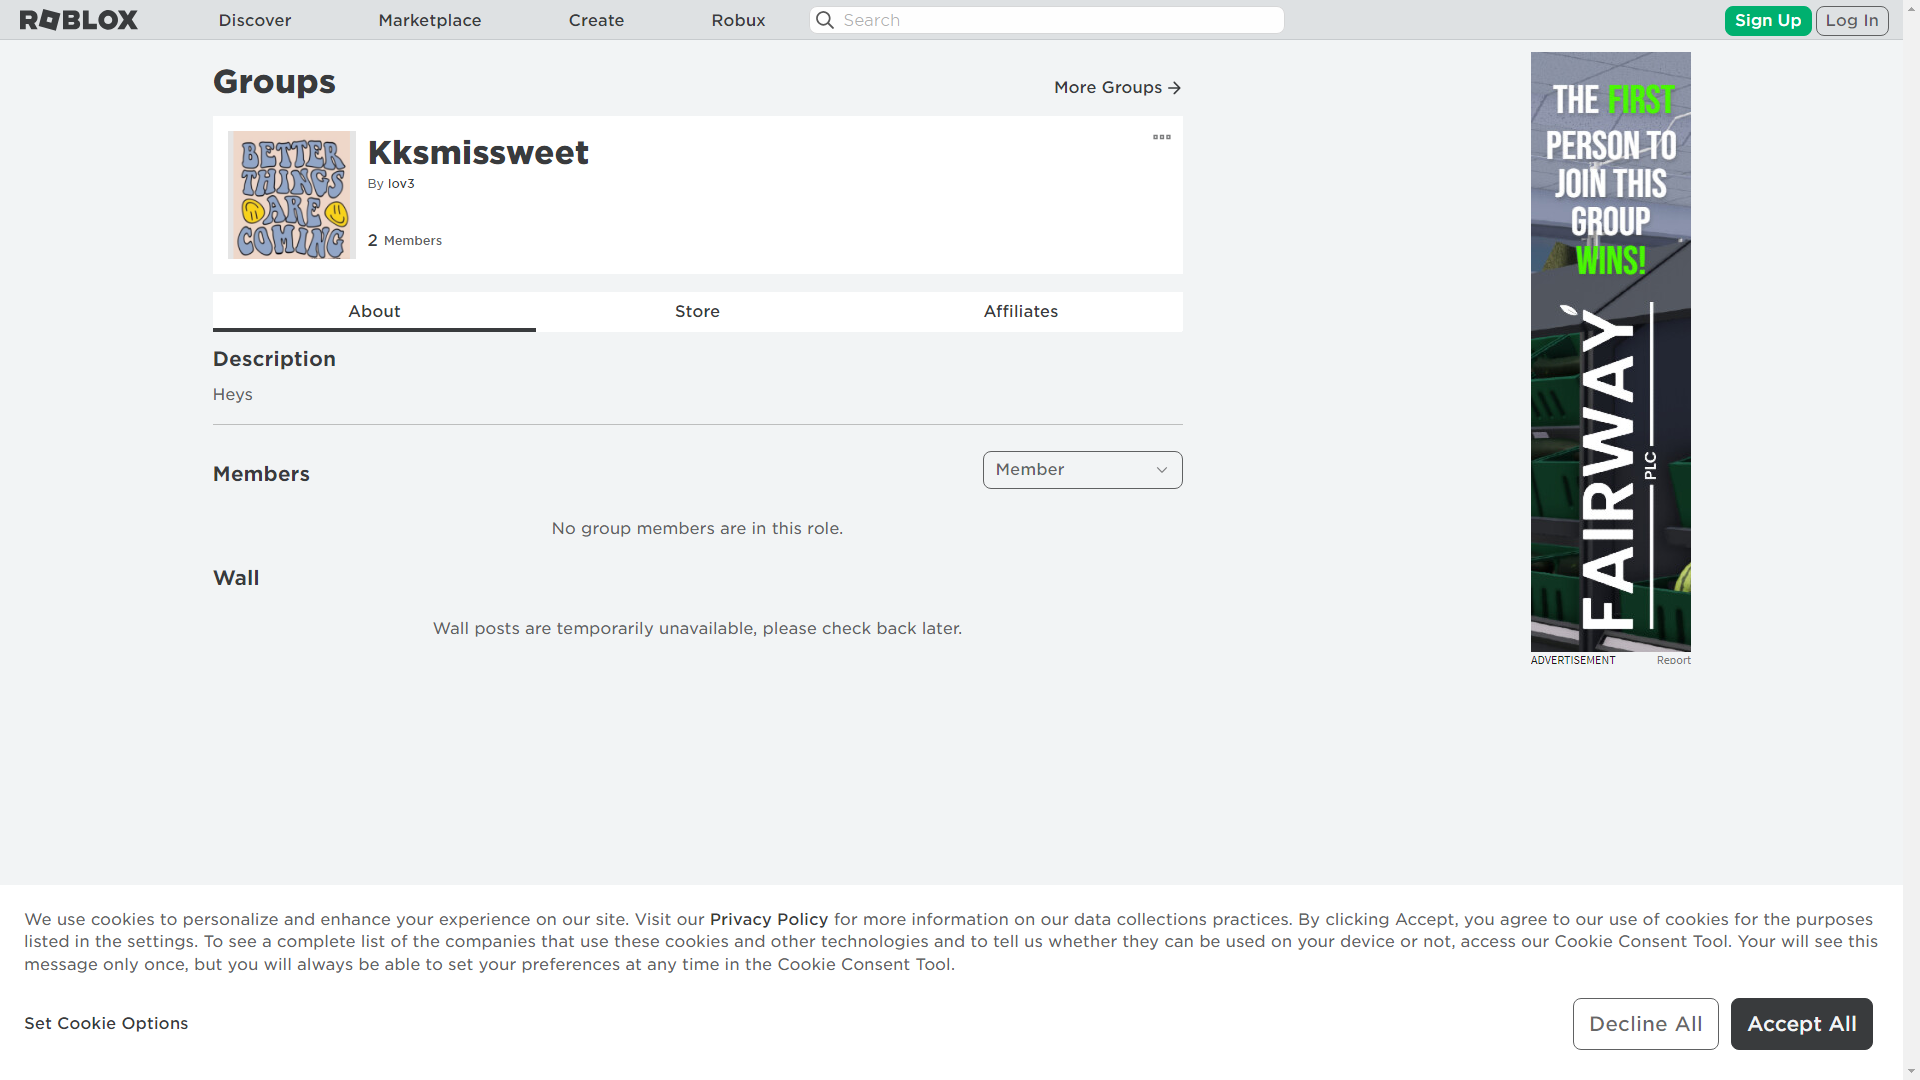 ROBLOX
Discover
Marketplace
Create
Robux
Search
Sign Up
Log In
Groups
More Groups
BETTER
THINGS
ARE
COMING
Kksmissweet
By lov3
2 Members
About
Store
Affiliates
Description
Heys
Members
Member
No group members are in this role.
Wall
Wall posts are temporarily unavailable, please check back later.
THE FIRST
PERSON TO
JOIN THIS
GROUP
WINS!
FAIRWAY
PLC
ADVERTISEMENT
Report
We use cookies to personalize and enhance your experience on our site. Visit our Privacy Policy for more information on our data collections practices. By clicking Accept, you agree to our use of cookies for the purposes
listed in the settings. To see a complete list of the companies that use these cookies and other technologies and to tell us whether they can be used on your device or not, access our Cookie Consent Tool. Your will see this
message only once, but you will always be able to set your preferences at any time in the Cookie Consent Tool.
Set Cookie Options
Decline All
Accept All